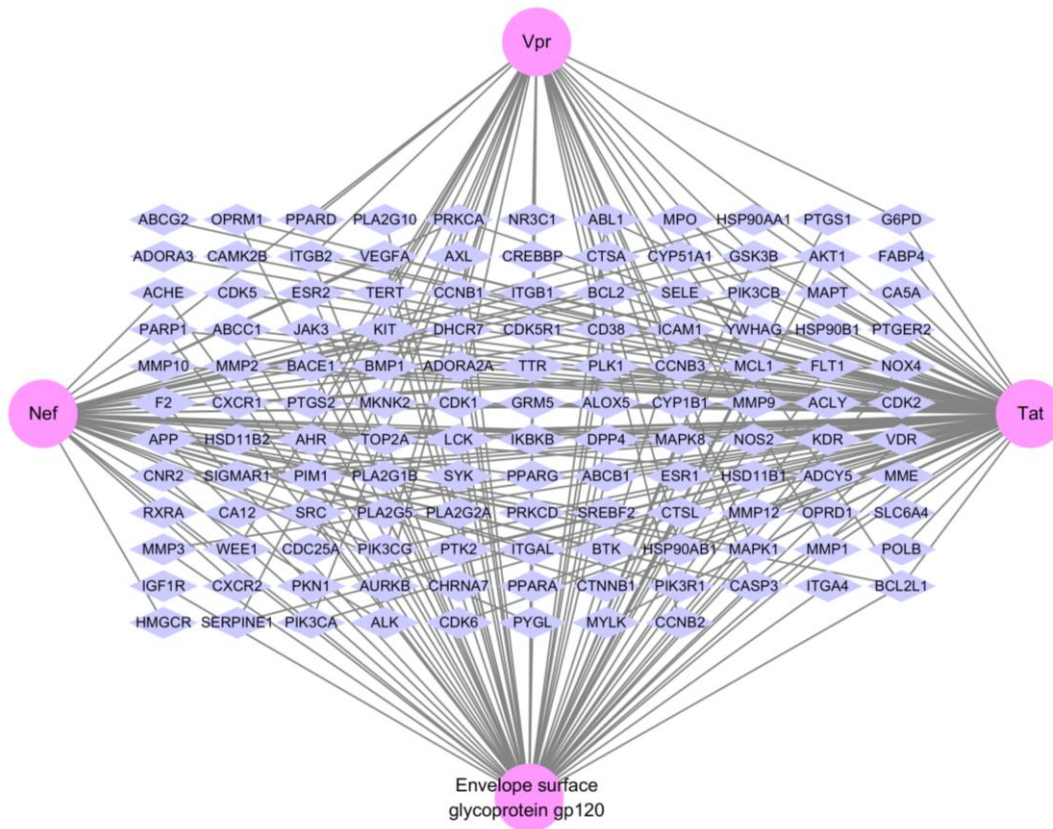 Vpr
ABCG2 OPRM1 PPARD PLA2G10 PRKCA NR3C1 ABL1 MPO HSP90AA1 PTGS1 G6PD
ADORA3 CAMK2B ITGB2 VEGFA AXL CREBBP CTSA CYP51A1 GSK3B AKT1 FABP4
ACHE CDK5 ESR2 TERT CCNB1 ITGB1 BCL2 SELE PIK3CB MAPT CA5A
PARP1 ABCC1 JAK3 KIT DHCR7 CDK5R1 CD38 ICAM1 YWHAG HSP90B1 PTGER2
MMP10 MMP2 BACE1 BMP1 ADORA2A TTR PLK1 CCNB3 MCL1 FLT1 NOX4
Nef F2 CXCR1 PTGS2 MKNK2 CDK1 GRM5 ALOX5 CYP1B1 MMP9 ACLY CDK2 Tat
APP HSD11B2 AHR TOP2A LCK IKBKB DPP4 MAPK8 NOS2 KDR VDR
CNR2 SIGMAR1 PIM1 PLA2G1B SYK PPARG ABCB1 ESR1 HSD11B1 ADCY5 MME
RXRA CA12 SRC PLA2G5 PLA2G2A PRKCD SREBF2 CTSL MMP12 OPRD1 SLC6A4
MMP3 WEE1 CDC25A PIK3CG PTK2 ITGAL BTK HSP90AB1 MAPK1 MMP1 POLB
IGF1R CXCR2 PKN1 AURKB CHRNA7 PPARA CTNNB1 PIK3R1 CASP3 ITGA4 BCL2L1
HMGCR SERPINE1 PIK3CA ALK CDK6 PYGL MYLK CCNB2
Envelope surface
glycoprotein gp120